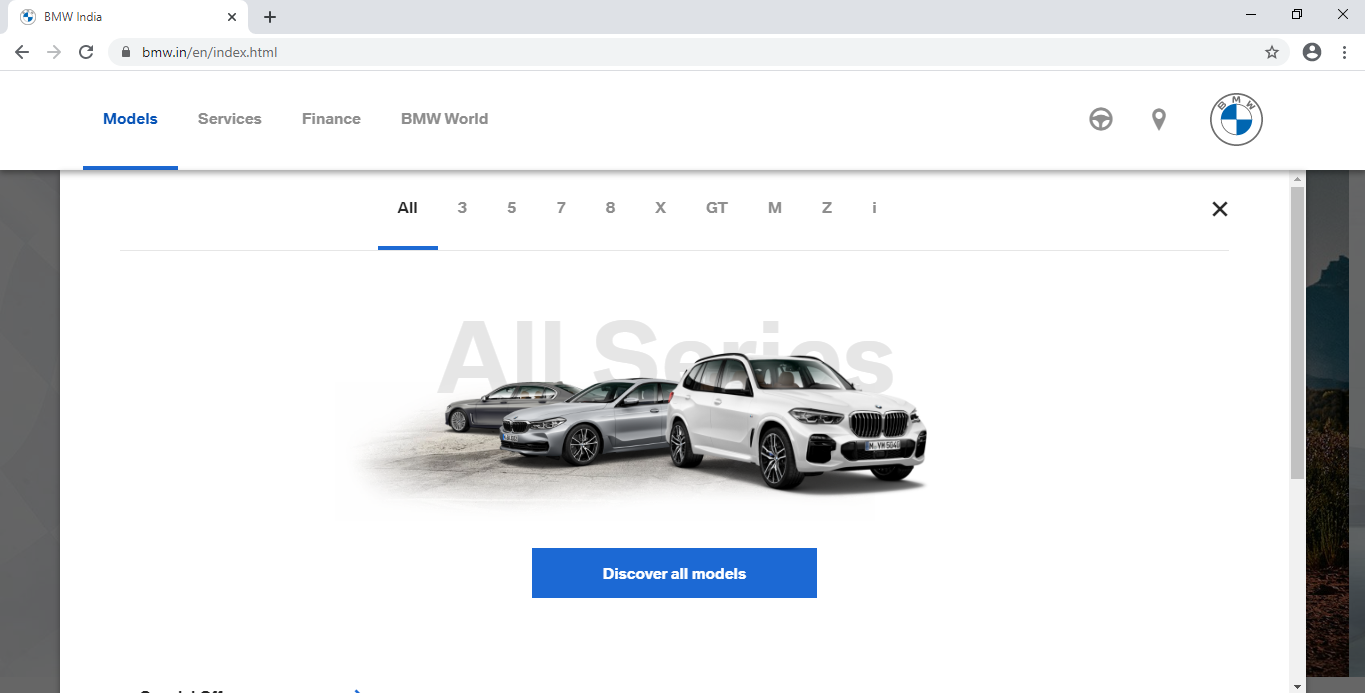 BMW India
bmw.in/en/index.html
Models Services Finance BMW World
BMW
All 3 5 7 8 X GT M Z i
All Series
Discover all models